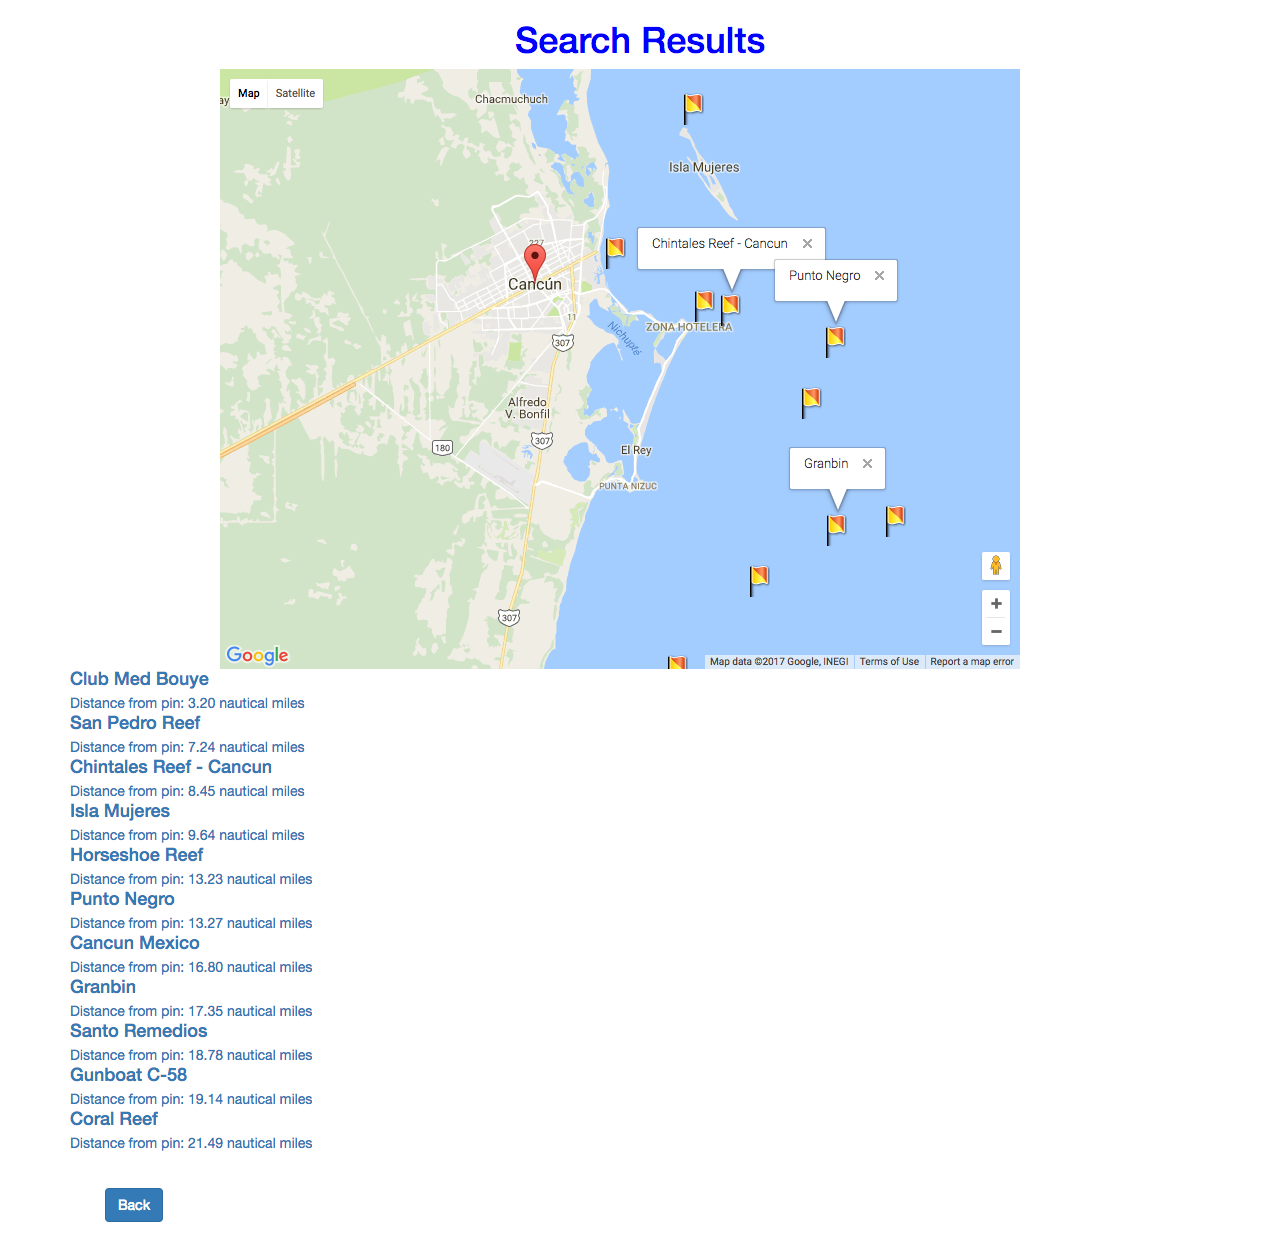 Search Results
ay
Map
Satellite
Chacmuchuch
Isla Mujeres
227
Chintales Reef - Cancun
Punto Negro
Cancún
11
Nichupté
ZONA HOTELERA
307
Alfredo
V. Bonfil
307
180
El Rey
Granbin
PUNTA NIZUC
307
Google
Map data ©2017 Google, INEGI
Terms of Use
Report a map error
Club Med Bouye
Distance from pin: 3.20 nautical miles
San Pedro Reef
Distance from pin: 7.24 nautical miles
Chintales Reef - Cancun
Distance from pin: 8.45 nautical miles
Isla Mujeres
Distance from pin: 9.64 nautical miles
Horseshoe Reef
Distance from pin: 13.23 nautical miles
Punto Negro
Distance from pin: 13.27 nautical miles
Cancun Mexico
Distance from pin: 16.80 nautical miles
Granbin
Distance from pin: 17.35 nautical miles
Santo Remedios
Distance from pin: 18.78 nautical miles
Gunboat C-58
Distance from pin: 19.14 nautical miles
Coral Reef
Distance from pin: 21.49 nautical miles
Back